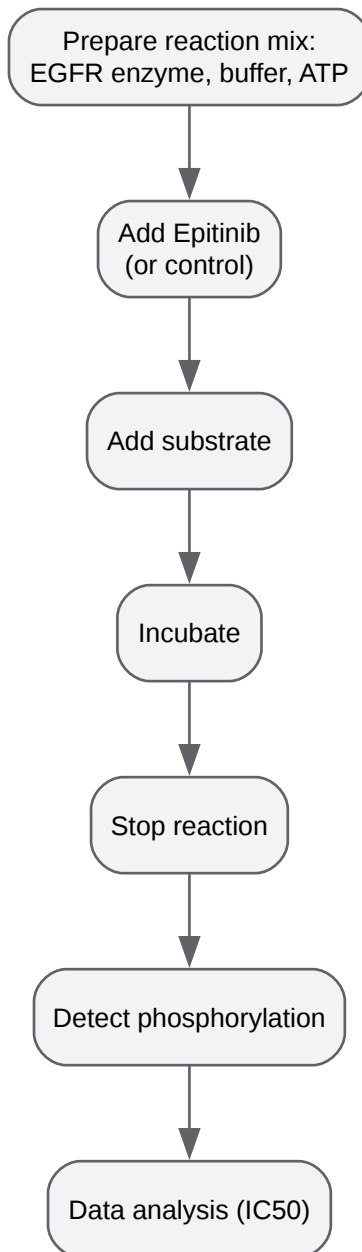 Prepare reaction mix:
EGFR enzyme, buffer, ATP
Add Epitinib
(or control)
Add substrate
Incubate
Stop reaction
Detect phosphorylation
Data analysis (IC50)